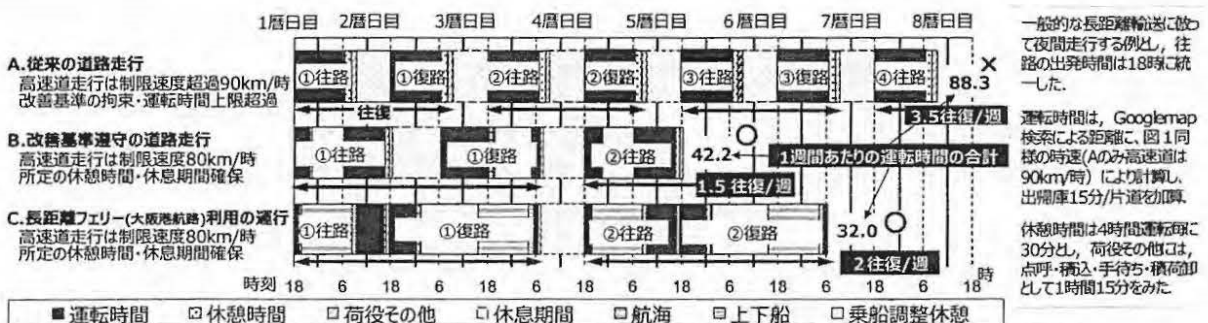 1暦日目 2暦日目 3暦日目 4暦日目 5暦日目 6暦日目 7暦日目 8暦日目
A.従来の道路走行
高速道走行は制限速度超過90km/時
改善基準の拘束・運転時間上限超過
①往路 ①復路 ②往路 ②復路 ③往路 ③復路 ④往路
×
88.3
往復
3.5往復/週
B.改善基準遵守の道路走行
高速道走行は制限速度80km/時
所定の休憩時間・休息期間確保
①往路 ①復路 ②往路
42.2
1週間あたりの運転時間の合計
1.5 往復/週
C.長距離フェリー(大阪港航路)利用の運行
高速道走行は制限速度80km/時
所定の休憩時間・休息期間確保
①往路 ①復路 ②往路 ②復路
32.0
2往復/週
時刻 18 6 18 6 18 6 18 6 18 6 18 6 18 6 18 時
■運転時間 休憩時間 荷役その他 休息期間 航海 上下船 乗船調整休憩
一般的な長距離輸送に倣っ
て夜間走行する例とし，往
路の出発時間は18時に統
一した．
運転時間は，Googlemap
検索による距離に、図1同
様の時速(Aのみ高速道は
90km/時）により計算し、
出帰庫15分/片道を加算．
休憩時間は4時間運転毎に
30分とし，荷役その他には，
点呼・積込・手待ち・積荷卸
として1時間15分をみた．